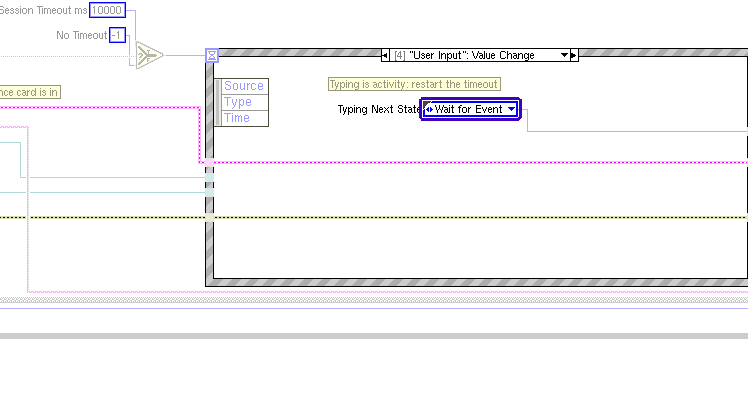 Session Timeout ms 10000
No Timeout -1
[4] "User Input": Value Change
nce card is in
Source
Type
Time
Typing is activity: restart the timeout
Typing Next State Wait for Event